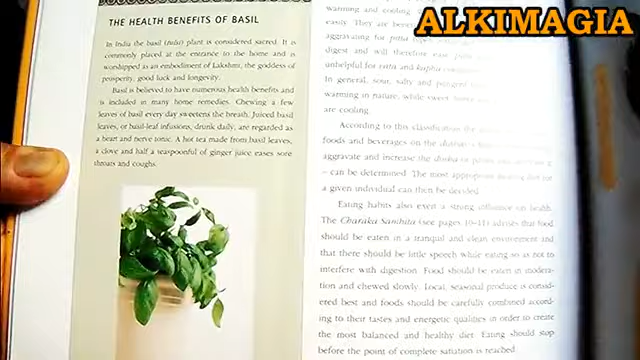 THE HEALTH BENEFITS OF BASIL
In India the basil (tulsi) plant is considered sacred. It is
commonly placed at the entrance to the home and is
worshipped as an embodiment of Lakshmi, the goddess of
prosperity, good luck and longevity.
Basil is believed to have numerous health benefits and
is included in many home remedies. Chewing a few
leaves of basil every day sweetens the breath. Juiced basil
leaves, or basil-leaf infusions, drunk daily, are regarded as
a heart and nerve tonic. A hot tea made from basil leaves,
a clove and half a teaspoonful of ginger juice eases sore
throats and coughs.
ALKIMAGIA
warming and cooling
easily. They are
aggravating for pitta
digest and will therefore
unhelpful for vata and kapha
In general, sour, salty and pungent
warming in nature, while sweet
are cooling.
According to this classification the
foods and beverages on the doshas
aggravate and increase the dosha
– can be determined. The most appropriate
a given individual can then be decided.
Eating habits also exert a strong influence on health.
The Charaka Samhita (see pages 10–11) advises that food
should be eaten in a tranquil and clean environment and
that there should be little speech while eating so as not to
interfere with digestion. Food should be eaten in modera-
tion and chewed slowly. Local, seasonal produce is consid-
ered best and foods should be carefully combined accord-
ing to their tastes and energetic qualities in order to create
the most balanced and healthy diet. Eating should stop
before the point of complete satiation is reached